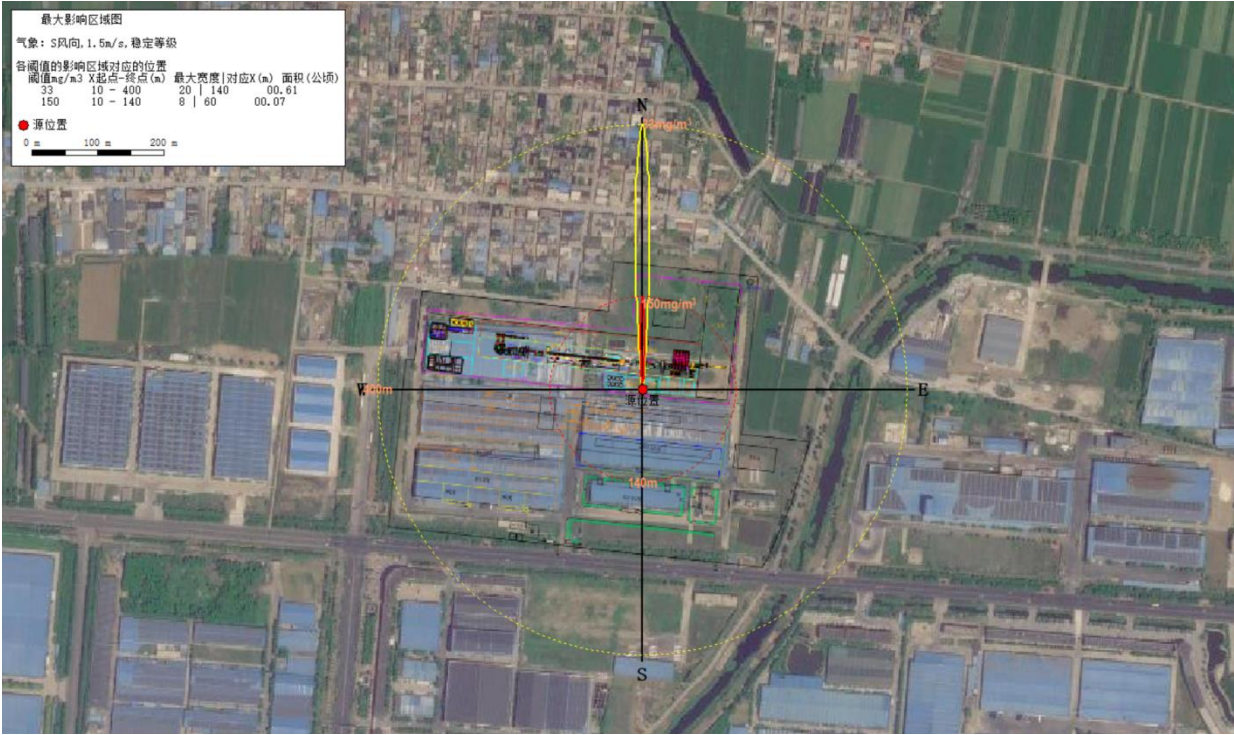 最大影响区域图
气象: S风向,1.5m/s,稳定等级
各阈值的影响区域对应的位置
阈值mg/m3 X起点-终点(m) 最大宽度|对应X(m) 面积(公顷)
33 10 - 400 20 | 140 00.61
150 10 - 140 8 | 60 00.07
源位置
0 m 100 m 200 m
N
33mg/m³
150mg/m³
W
400m
E
源位置
140m
S